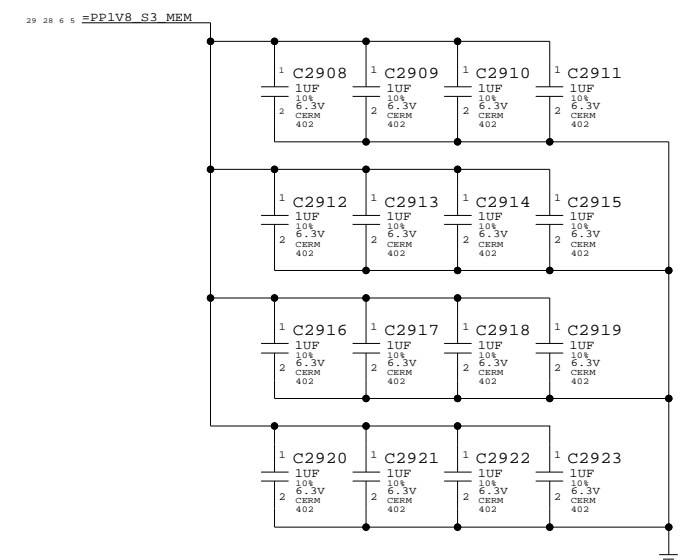 29 28 6 5 =PP1V8_S3_MEM
1 C2908 1 C2909 1 C2910 1 C2911
1UF 1UF 1UF 1UF
10% 10% 10% 10%
2 6.3V 2 6.3V 2 6.3V 2 6.3V
CERM CERM CERM CERM
402 402 402 402
1 C2912 1 C2913 1 C2914 1 C2915
1UF 1UF 1UF 1UF
10% 10% 10% 10%
2 6.3V 2 6.3V 2 6.3V 2 6.3V
CERM CERM CERM CERM
402 402 402 402
1 C2916 1 C2917 1 C2918 1 C2919
1UF 1UF 1UF 1UF
10% 10% 10% 10%
2 6.3V 2 6.3V 2 6.3V 2 6.3V
CERM CERM CERM CERM
402 402 402 402
1 C2920 1 C2921 1 C2922 1 C2923
1UF 1UF 1UF 1UF
10% 10% 10% 10%
2 6.3V 2 6.3V 2 6.3V 2 6.3V
CERM CERM CERM CERM
402 402 402 402